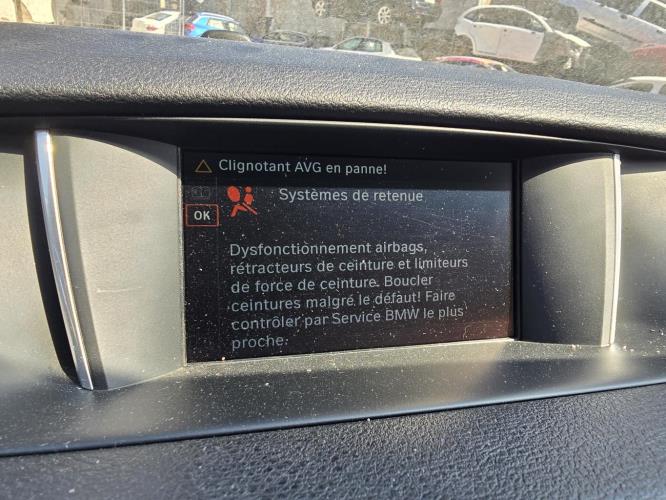 Clignotant AVG en panne!
Systèmes de retenue
OK
Dysfonctionnement airbags,
rétracteurs de ceinture et limiteurs
de force de ceinture. Boucler
ceintures malgré le défaut! Faire
contrôler par Service BMW le plus
proche.